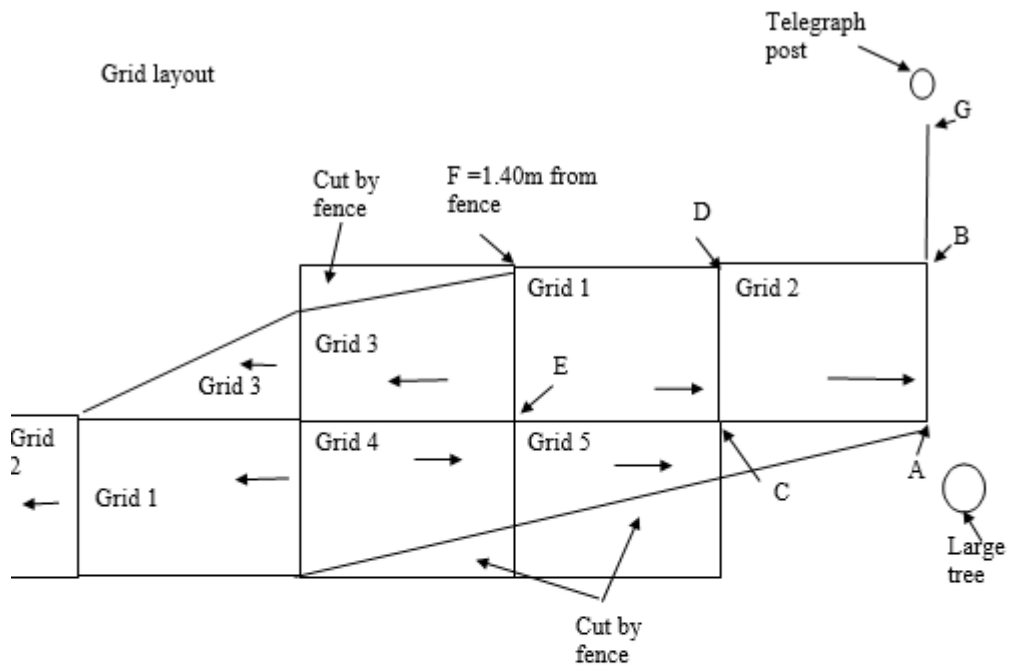 Telegraph
post
Grid layout
G
Cut by
fence
F =1.40m from
fence
D
B
Grid 1
Grid 2
Grid 3
E
Grid 3
Grid
2
Grid 4
Grid 5
Grid 1
A
C
Large
tree
Cut by
fence